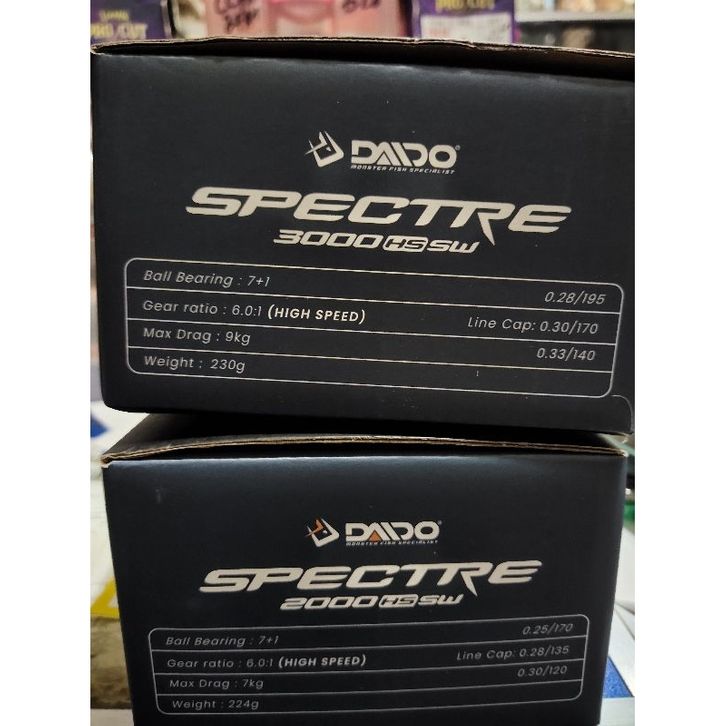 DAIDO
MONSTER FISH SPECIALIST
SPECTRE
3000 HS SW
Ball Bearing : 7+1
0.28/195
Gear ratio : 6.0:1 (HIGH SPEED)
Line Cap: 0.30/170
Max Drag : 9kg
0.33/140
Weight : 230g
DAIDO
MONSTER FISH SPECIALIST
SPECTRE
2000 HS SW
Ball Bearing : 7+1
0.25/170
Gear ratio : 6.0:1 (HIGH SPEED)
Line Cap: 0.28/135
Max Drag : 7kg
0.30/120
Weight : 224g